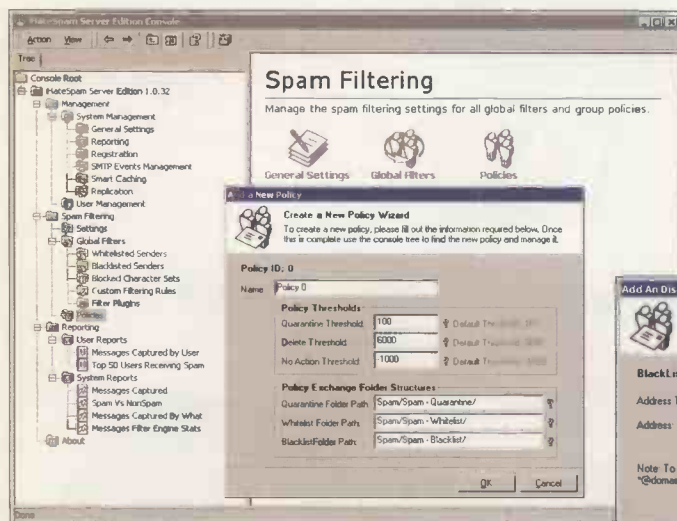 iHateSpam Server Edition Console
Action View
Tree
Console Root
iHateSpam Server Edition 1.0.32
Management
System Management
General Settings
Reporting
Registration
SMTP Events Management
Smart Caching
Replication
User Management
Spam Filtering
Settings
Global Filters
Whitelisted Senders
Blacklisted Senders
Blocked Character Sets
Custom Filtering Rules
Filter Plugins
Policies
Reporting
User Reports
Messages Captured by User
Top 50 Users Receiving Spam
System Reports
Messages Captured
Spam Vs NonSpam
Messages Captured By What
Messages Filter Engine Stats
About
Done
Spam Filtering
Manage the spam filtering settings for all global filters and group policies.
General Settings Global Filters Policies
Add a New Policy
Create a New Policy Wizard
To create a new policy, please fill out the information required below. Once
this is complete use the console tree to find the new policy and manage it.
Policy ID: 0
Name Policy 0
Policy Thresholds
Quarantine Threshold 100 Default
Delete Threshold 6000 Default
No Action Threshold -1000 Default
Policy Exchange Folder Structures
Quarantine Folder Path Spam/Spam - Quarantine/
Whitelist Folder Path: Spam/Spam - Whitelist/
BlacklistFolder Path: Spam/Spam - Blacklist/
OK Cancel
Add An Dis
BlackLis
Address T
Address:
Note To
*@domai